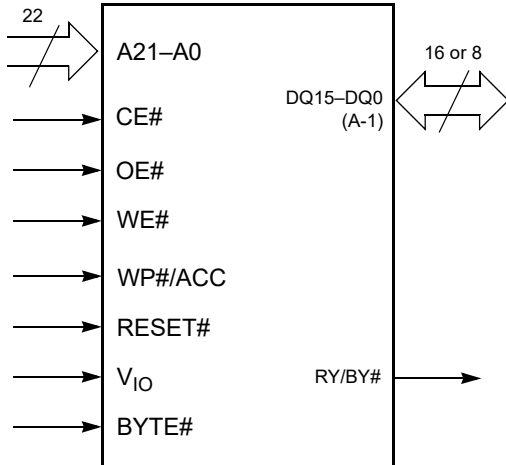 22
A21–A0
16 or 8
DQ15–DQ0
(A-1)
CE#
OE#
WE#
WP#/ACC
RESET#
VIO
RY/BY#
BYTE#